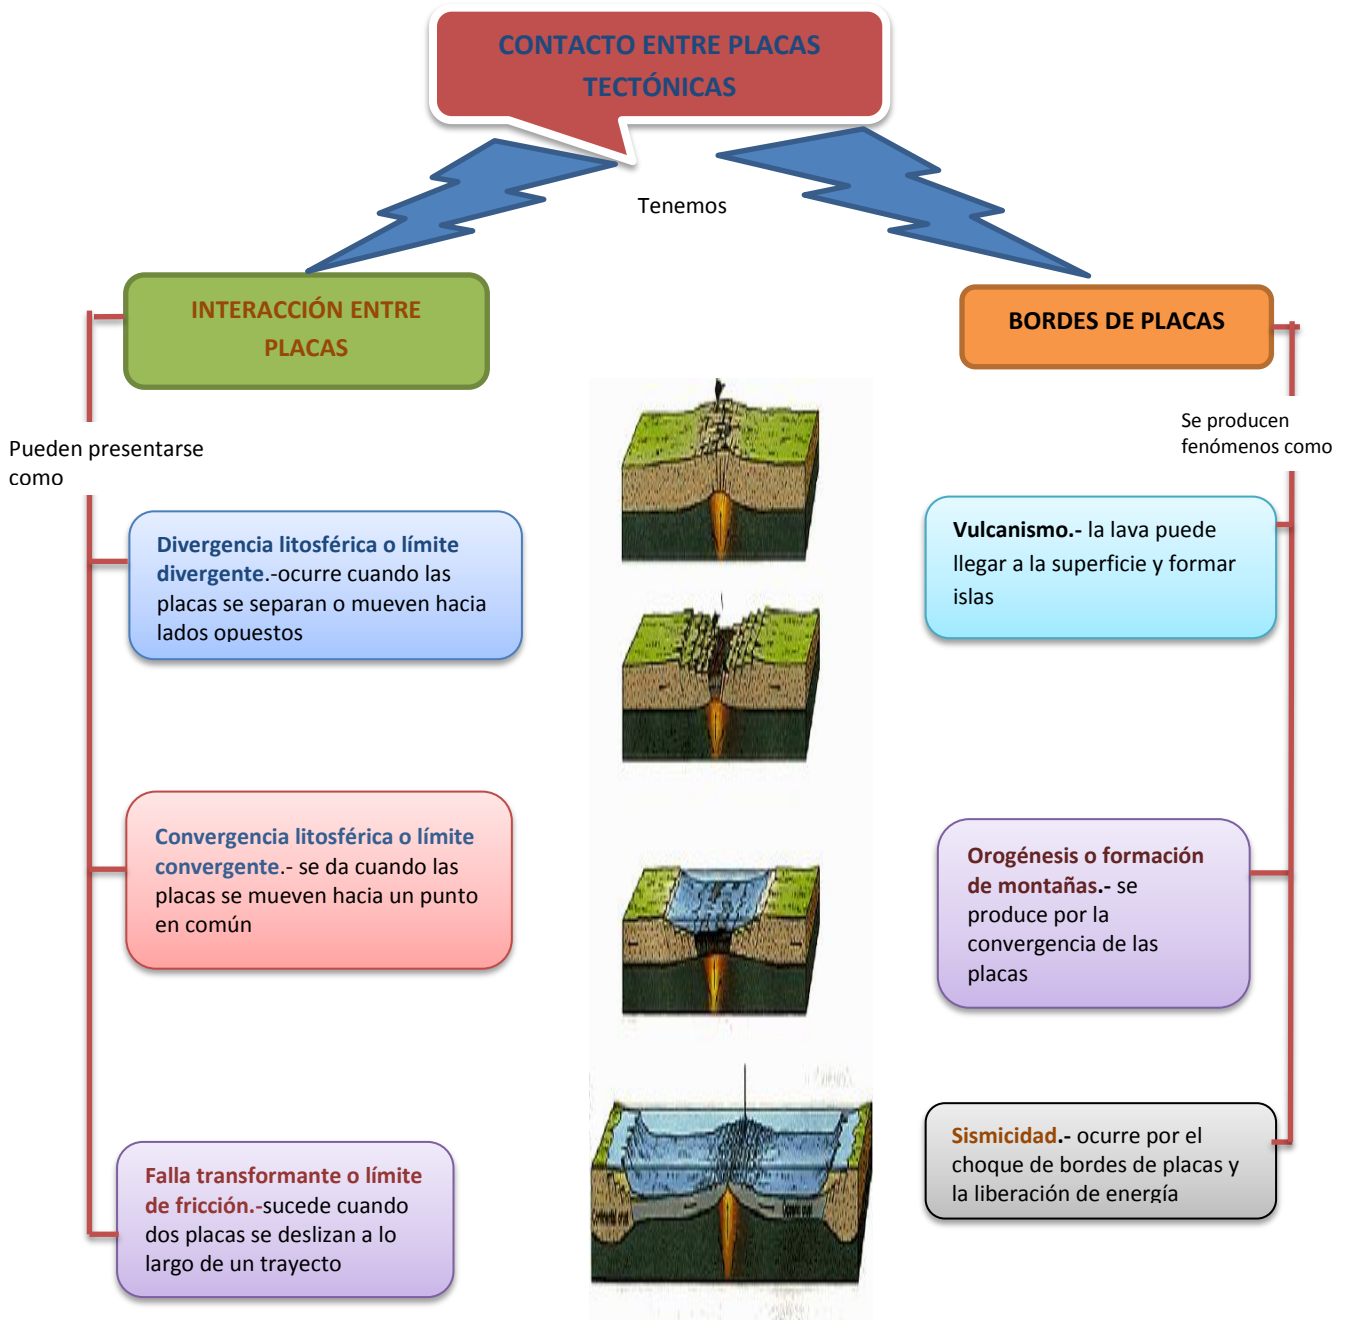 CONTACTO ENTRE PLACAS
TECTÓNICAS
Tenemos
INTERACCIÓN ENTRE
PLACAS
Pueden presentarse
como
Divergencia litosférica o límite
divergente.-ocurre cuando las
placas se separan o mueven hacia
lados opuestos
Convergencia litosférica o límite
convergente.- se da cuando las
placas se mueven hacia un punto
en común
Falla transformante o límite
de fricción.-sucede cuando
dos placas se deslizan a lo
largo de un trayecto
BORDES DE PLACAS
Se producen
fenómenos como
Vulcanismo.- la lava puede
llegar a la superficie y formar
islas
Orogénesis o formación
de montañas.- se
produce por la
convergencia de las
placas
Sismicidad.- ocurre por el
choque de bordes de placas y
la liberación de energía